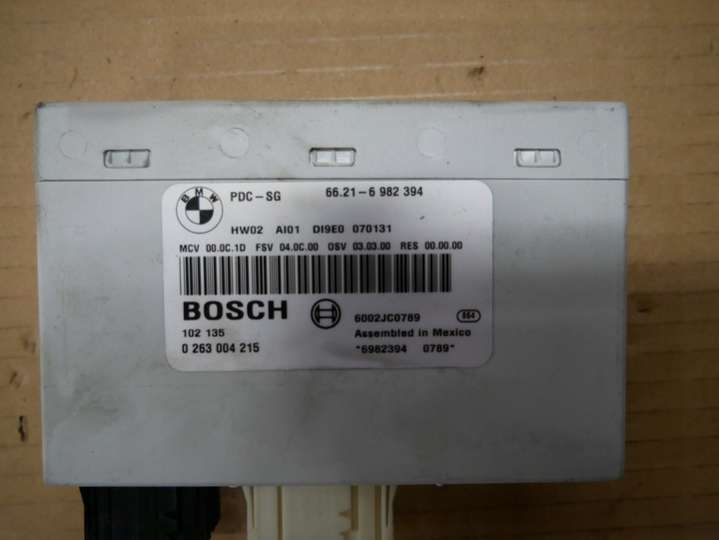 BMW PDC-SG 66.21-6 982 394
HW02 AI01 DI9E0 070131
MCV 00.0C.1D FSV 04.0C.00 OSV 03.03.00 RES 00.00.00
BOSCH 6002JC0789 864
102 135 Assembled in Mexico
0 263 004 215 *6982394 0789*